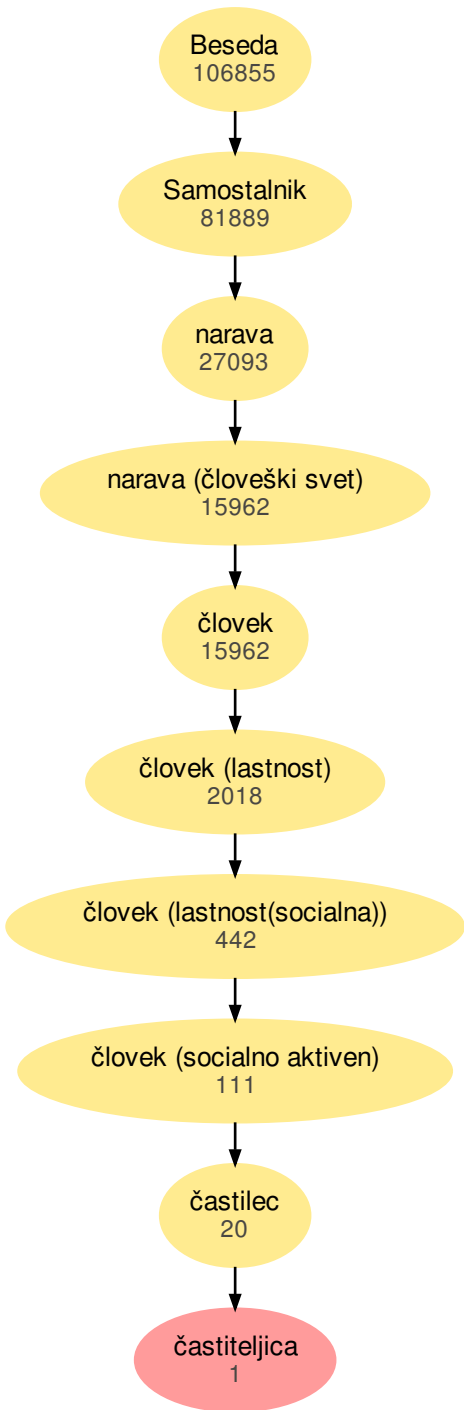 Beseda
106855
Samostalnik
81889
narava
27093
narava (človeški svet)
15962
človek
15962
človek (lastnost)
2018
človek (lastnost(socialna))
442
človek (socialno aktiven)
111
častilec
20
častiteljica
1